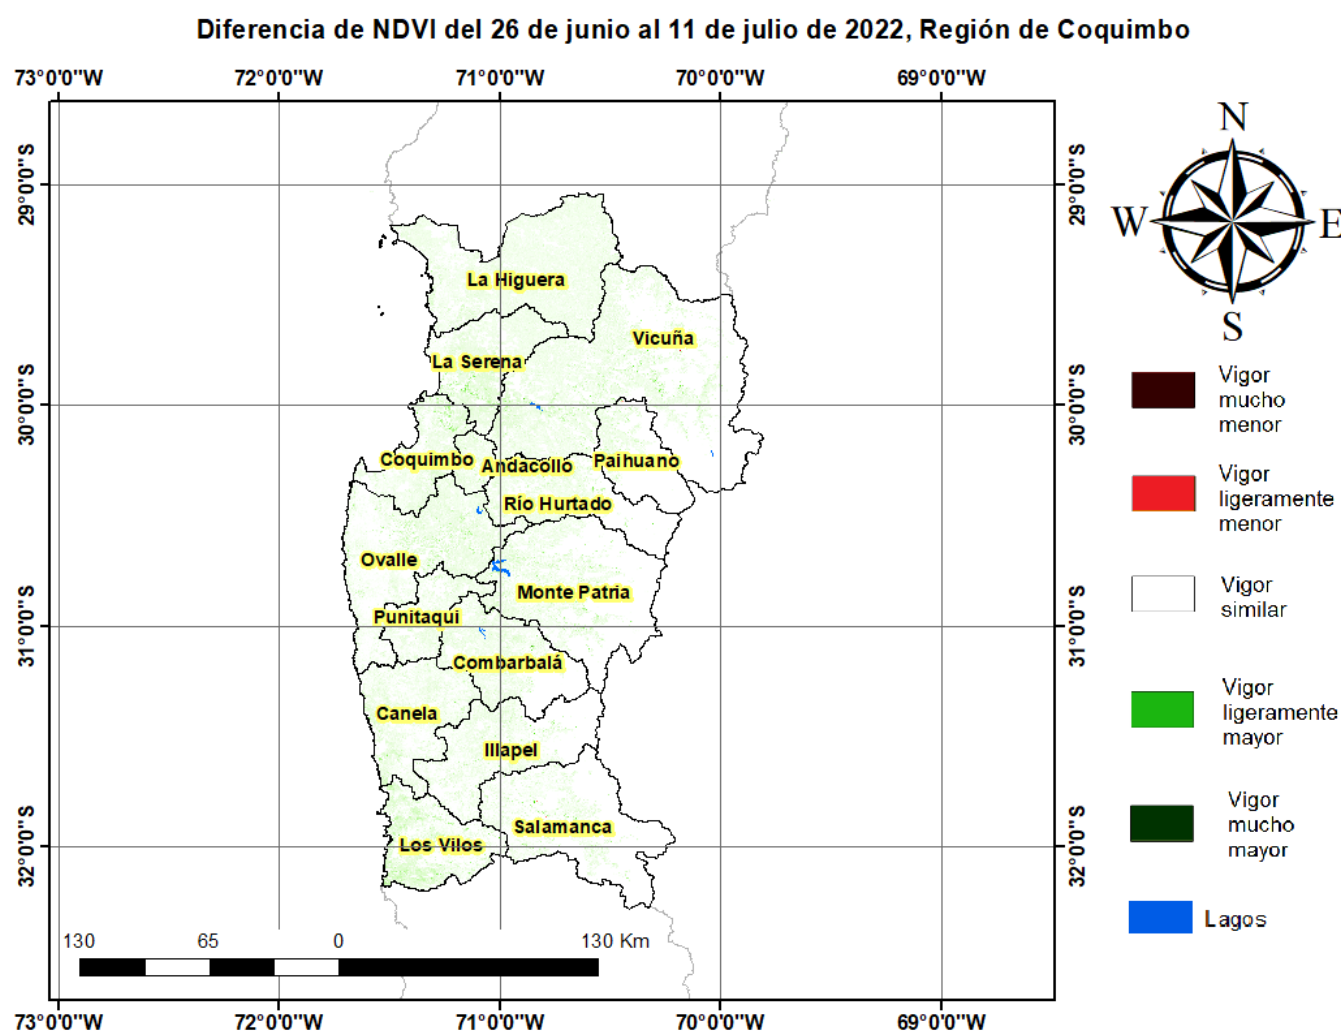 Diferencia de NDVI del 26 de junio al 11 de julio de 2022, Región de Coquimbo
73°0'0"W 72°0'0"W 71°0'0"W 70°0'0"W 69°0'0"W
29°0'0"S 29°0'0"S
30°0'0"S 30°0'0"S
31°0'0"S 31°0'0"S
32°0'0"S 32°0'0"S
La Higuera
Vicuña
La Serena
Coquimbo
Andacollo
Paihuano
Río Hurtado
Ovalle
Monte Patria
Punitaqui
Combarbalá
Canela
Illapel
Salamanca
Los Vilos
130 65 0 130 Km
73°0'0"W 72°0'0"W 71°0'0"W 70°0'0"W 69°0'0"W
N
W E
S
Vigor
mucho
menor
Vigor
ligeramente
menor
Vigor
similar
Vigor
ligeramente
mayor
Vigor
mucho
mayor
Lagos